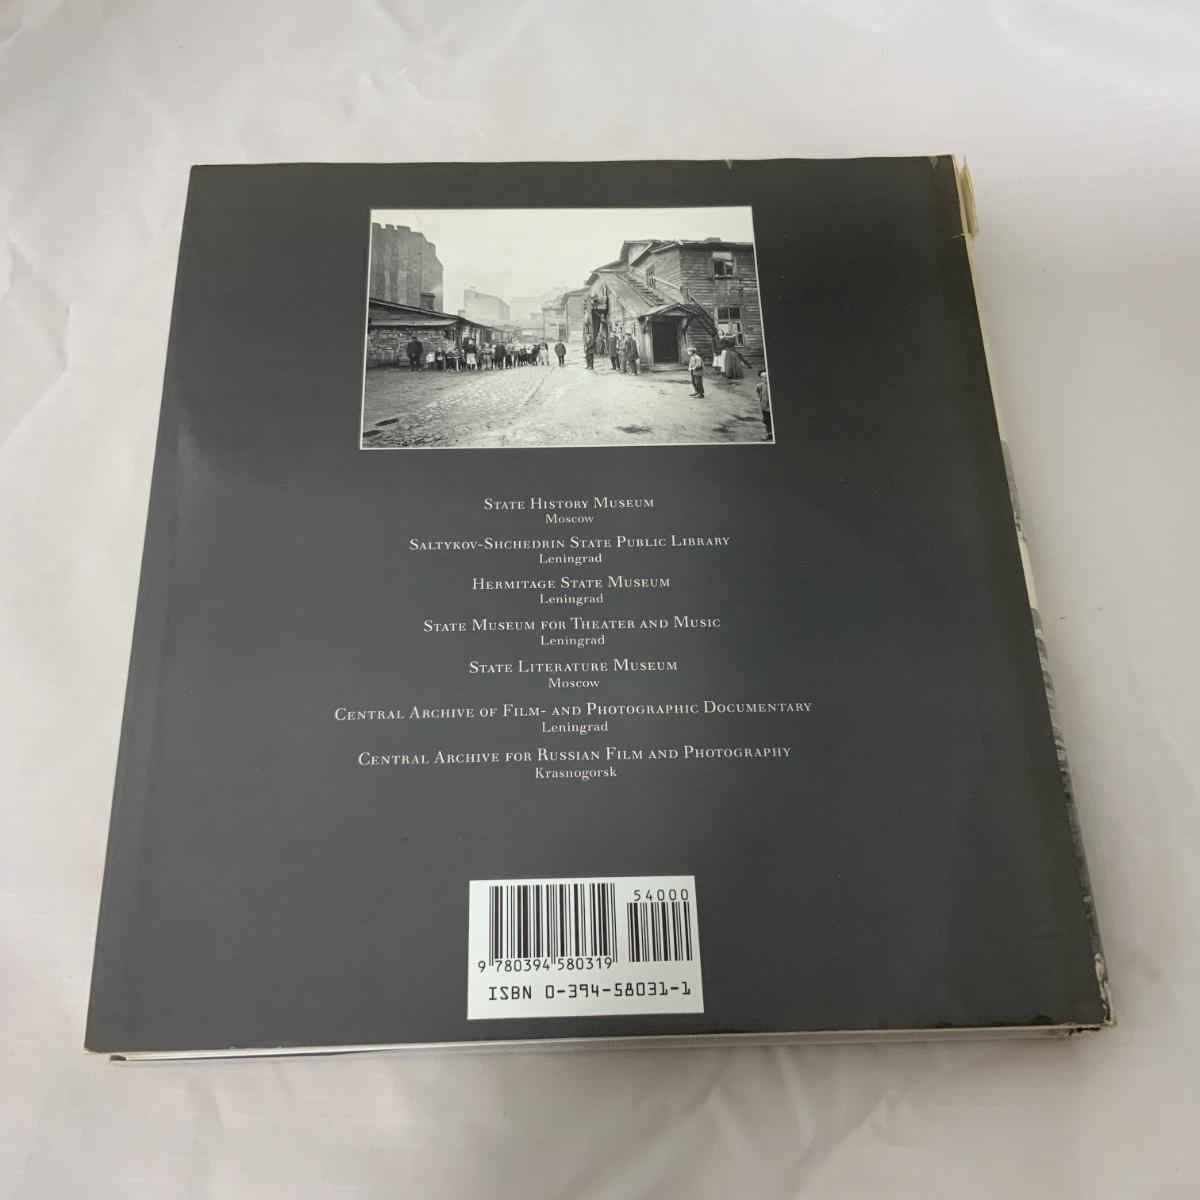 STATE HISTORY MUSEUM
Moscow
SALTYKOV-SHCHEDRIN STATE PUBLIC LIBRARY
Leningrad
HERMITAGE STATE MUSEUM
Leningrad
STATE MUSEUM FOR THEATER AND MUSIC
Leningrad
STATE LITERATURE MUSEUM
Moscow
CENTRAL ARCHIVE OF FILM- AND PHOTOGRAPHIC DOCUMENTARY
Leningrad
CENTRAL ARCHIVE FOR RUSSIAN FILM AND PHOTOGRAPHY
Krasnogorsk
54000
9 780394 580319
ISBN 0-394-58031-1